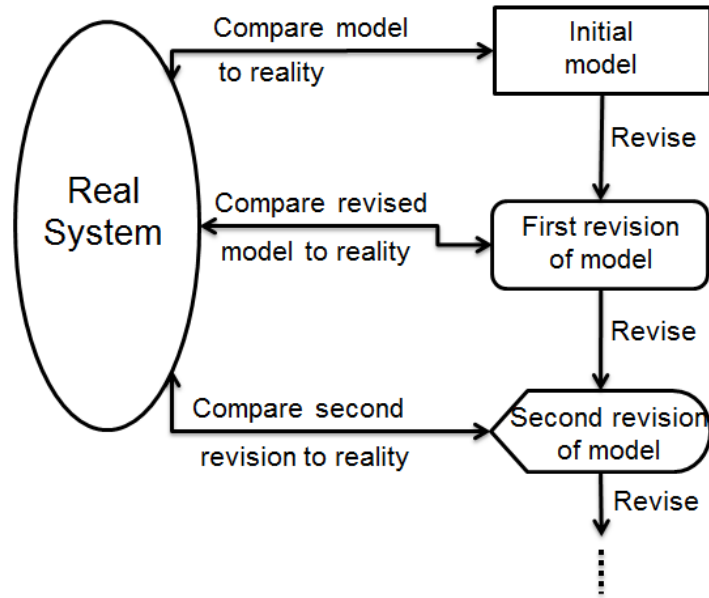 Compare model
to reality
Initial
model
Revise
Real
System
Compare revised
model to reality
First revision
of model
Revise
Compare second
revision to reality
Second revision
of model
Revise